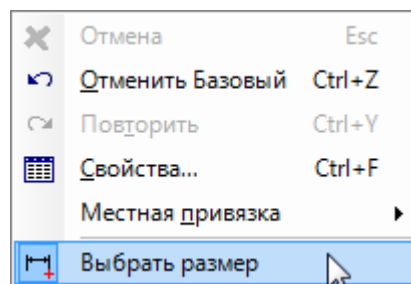 Отмена Esc
Отменить Базовый Ctrl+Z
Повторить Ctrl+Y
Свойства... Ctrl+F
Местная привязка
Выбрать размер